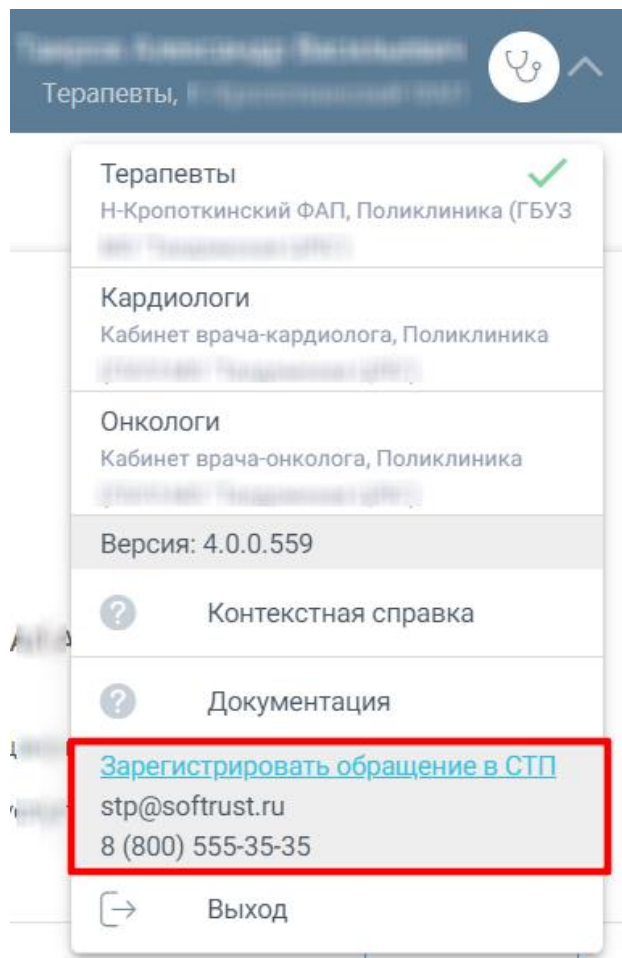 Терапевты,
Терапевты
Н-Кропоткинский ФАП, Поликлиника (ГБУЗ
Кардиологи
Кабинет врача-кардиолога, Поликлиника
Онкологи
Кабинет врача-онколога, Поликлиника
Версия: 4.0.0.559
Контекстная справка
Документация
Зарегистрировать обращение в СТП
stp@softrust.ru
8 (800) 555-35-35
Выход